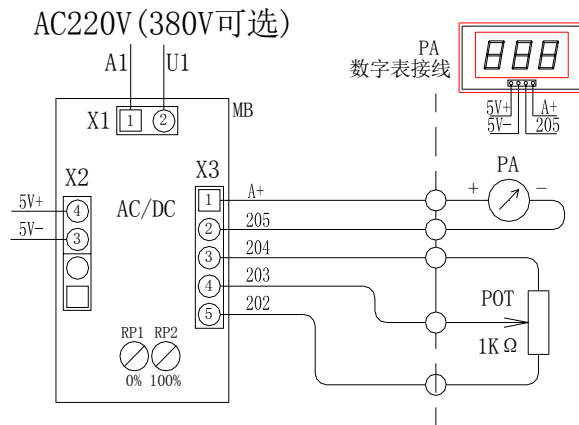 AC220V(380V可选)
A1
U1
PA
数字表接线
888
5V+
A+
5V-
205
X1
1
2
MB
X2
X3
PA
5V+
4
AC/DC
1
A+
+
-
5V-
3
2
205
3
204
4
203
POT
5
202
1KΩ
RP1
RP2
0%
100%